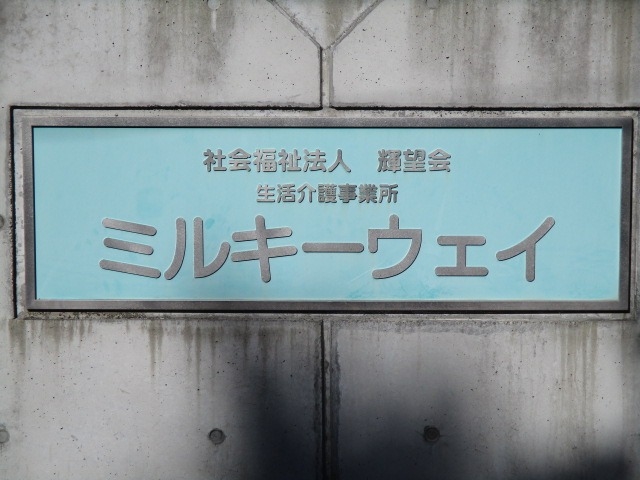 社会福祉法人　輝望会
生活介護事業所
ミルキーウェイ